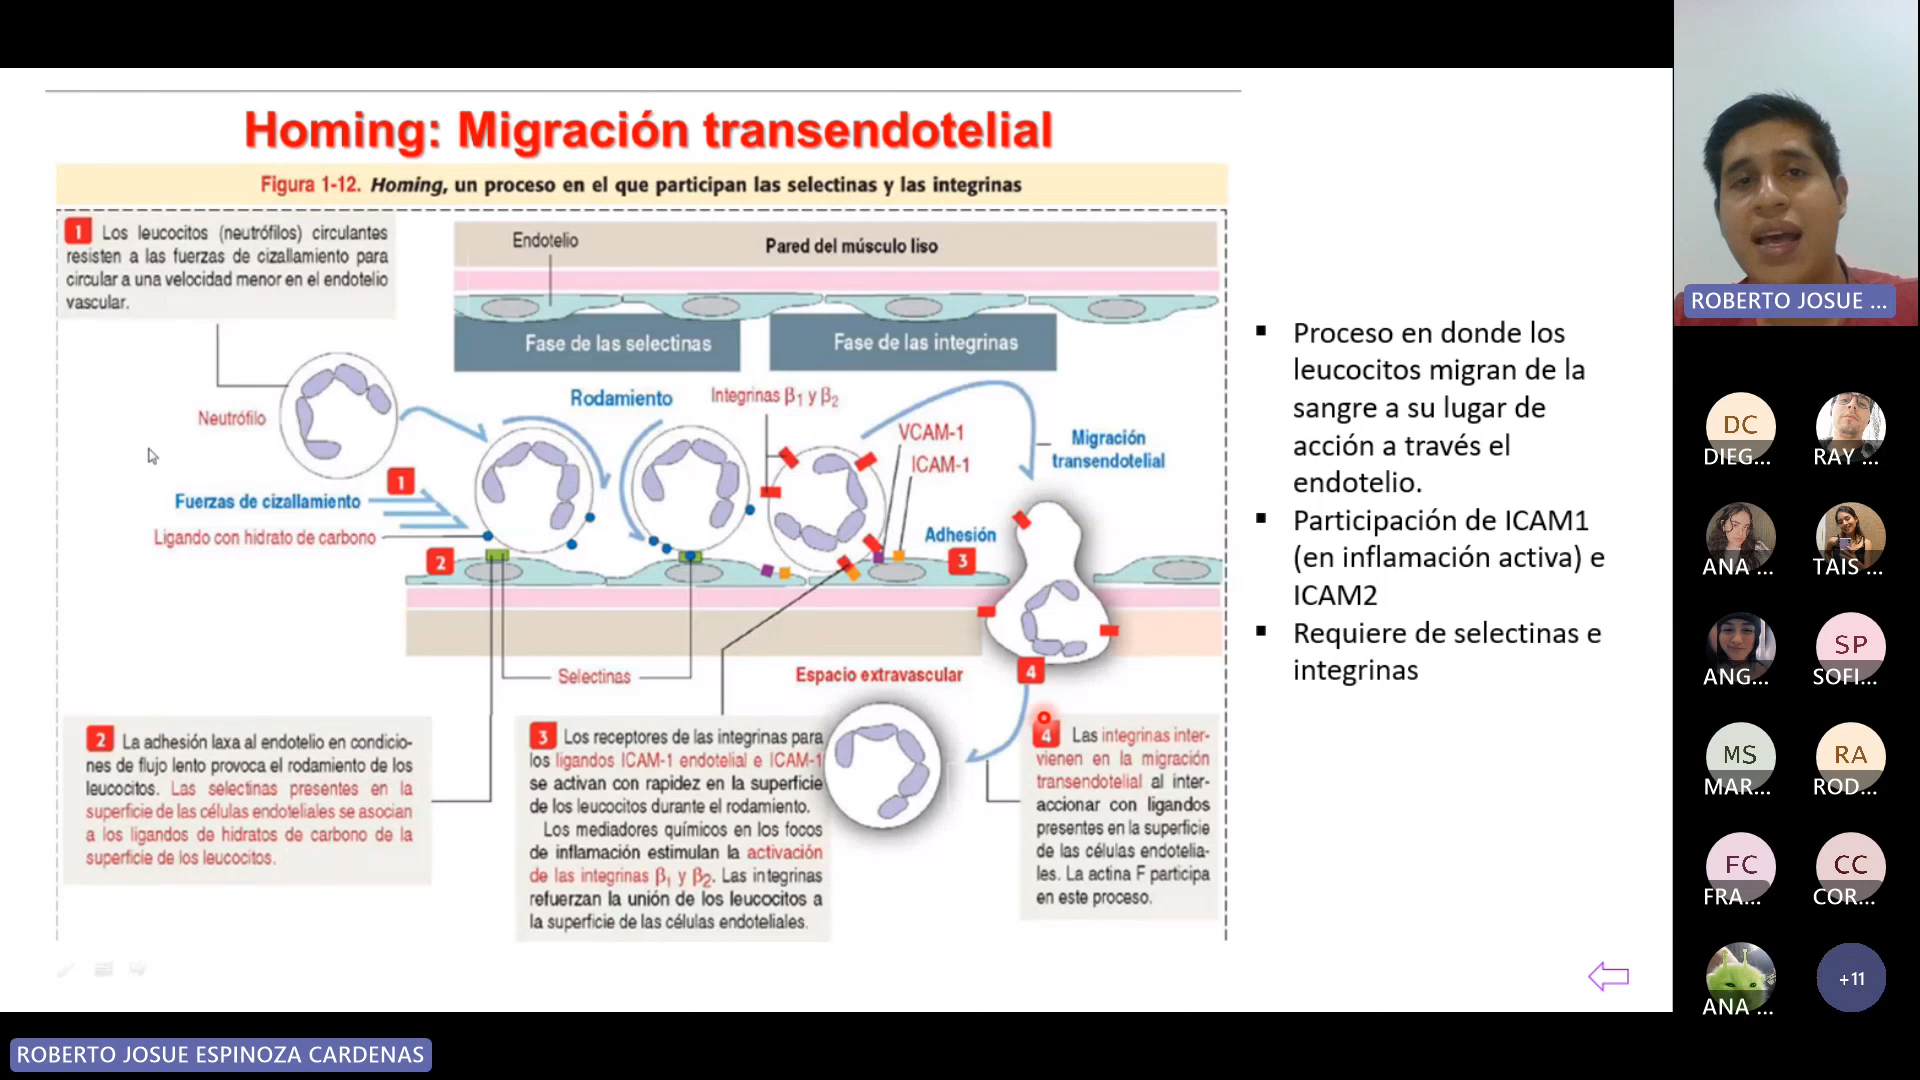 Homing: Migración transendotelial
Figura 1-12. Homing, un proceso en el que participan las selectinas y las integrinas
1 Los leucocitos (neutrófilos) circulantes
resisten a las fuerzas de cizallamiento para
circular a una velocidad menor en el endotelio
vascular.
Endotelio
Pared del músculo liso
Fase de las selectinas
Fase de las integrinas
Neutrófilo
Rodamiento
Integrinas β1 y β2
VCAM-1
ICAM-1
Migración
transendotelial
1
Fuerzas de cizallamiento
Ligando con hidrato de carbono
2
Adhesión
3
Selectinas
Espacio extravascular
4
2 La adhesión laxa al endotelio en condicio-
nes de flujo lento provoca el rodamiento de los
leucocitos. Las selectinas presentes en la
superficie de las células endoteliales se asocian
a los ligandos de hidratos de carbono de la
superficie de los leucocitos.
3 Los receptores de las integrinas para
los ligandos ICAM-1 endotelial e ICAM-1
se activan con rapidez en la superficie
de los leucocitos durante el rodamiento.
Los mediadores químicos en los focos
de inflamación estimulan la activación
de las integrinas β1 y β2. Las integrinas
refuerzan la unión de los leucocitos a
la superficie de las células endoteliales.
4 Las integrinas inter-
vienen en la migración
transendotelial al inter-
accionar con ligandos
presentes en la superficie
de las células endotelia-
les. La actina F participa
en este proceso.
▪ Proceso en donde los
leucocitos migran de la
sangre a su lugar de
acción a través el
endotelio.
▪ Participación de ICAM1
(en inflamación activa) e
ICAM2
▪ Requiere de selectinas e
integrinas
ROBERTO JOSUE ...
DC
DIEG...
RAY ...
ANA ...
TAIS ...
ANG...
SP
SOFI...
MS
MAR...
RA
ROD...
FC
FRA...
CC
COR...
ANA ...
+11
ROBERTO JOSUE ESPINOZA CARDENAS